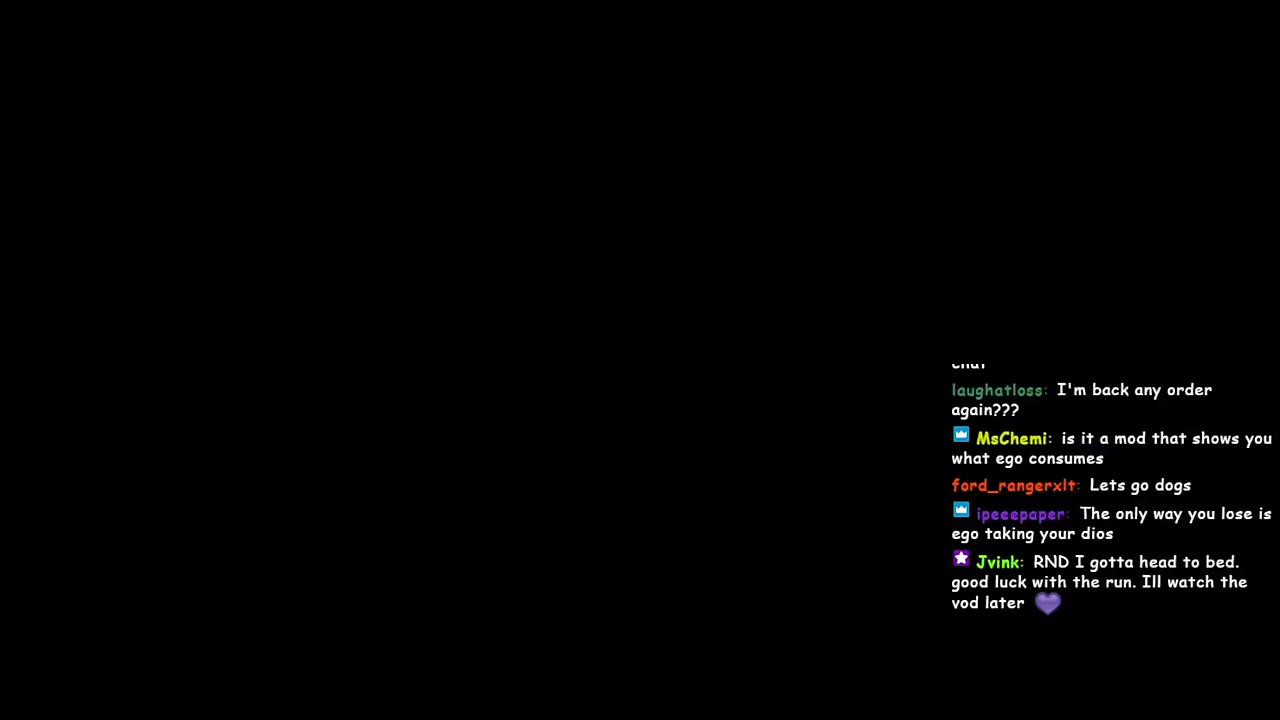 chat
laughatloss: I'm back any order
again???
MsChemi: is it a mod that shows you
what ego consumes
ford_rangerxlt: Lets go dogs
ipeeepaper: The only way you lose is
ego taking your dios
Jvink: RND I gotta head to bed.
good luck with the run. Ill watch the
vod later